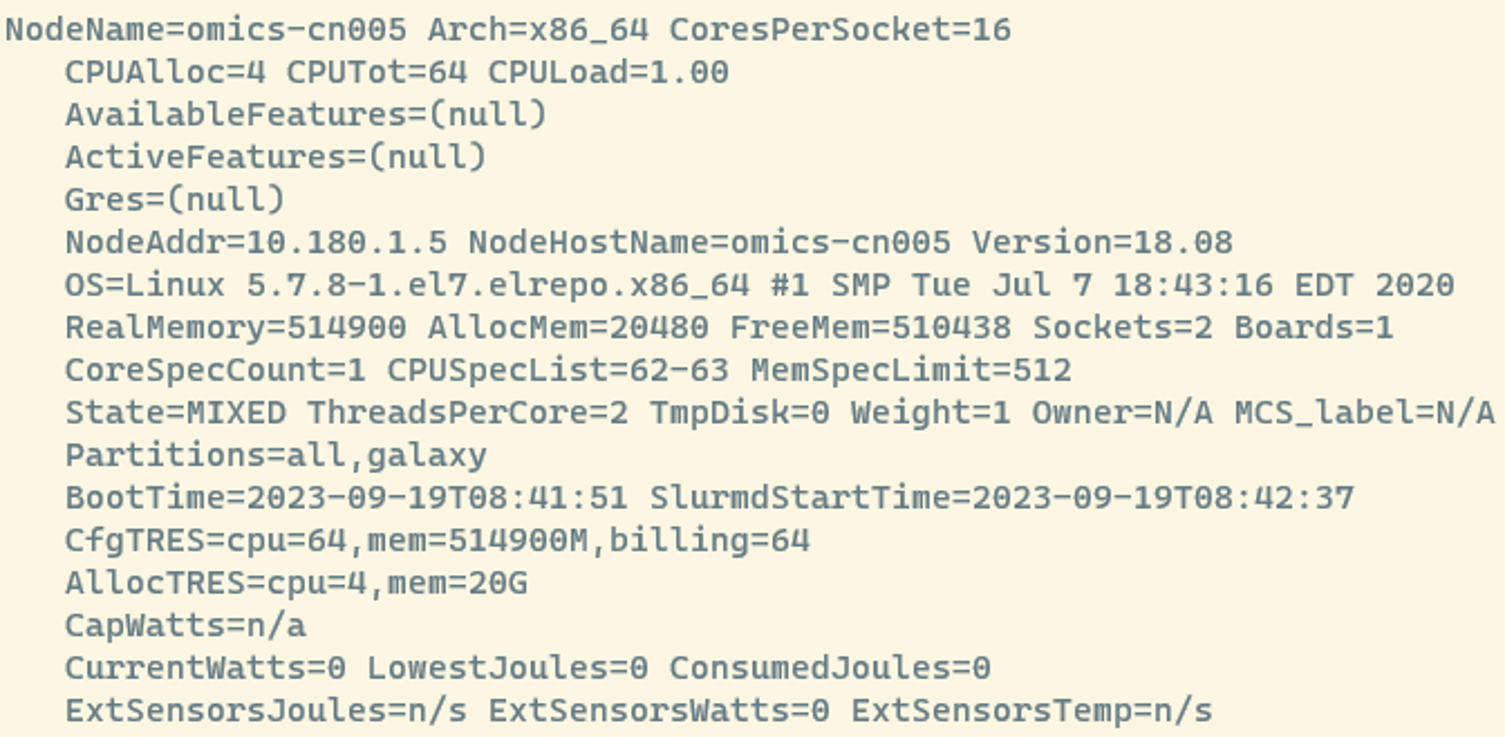 NodeName=omics-cn005 Arch=x86_64 CoresPerSocket=16
CPUAlloc=4 CPUTot=64 CPULoad=1.00
AvailableFeatures=(null)
ActiveFeatures=(null)
Gres=(null)
NodeAddr=10.180.1.5 NodeHostName=omics-cn005 Version=18.08
OS=Linux 5.7.8-1.el7.elrepo.x86_64 #1 SMP Tue Jul 7 18:43:16 EDT 2020
RealMemory=514900 AllocMem=20480 FreeMem=510438 Sockets=2 Boards=1
CoreSpecCount=1 CPUSpecList=62-63 MemSpecLimit=512
State=MIXED ThreadsPerCore=2 TmpDisk=0 Weight=1 Owner=N/A MCS_label=N/A
Partitions=all,galaxy
BootTime=2023-09-19T08:41:51 SlurmdStartTime=2023-09-19T08:42:37
CfgTRES=cpu=64,mem=514900M,billing=64
AllocTRES=cpu=4,mem=20G
CapWatts=n/a
CurrentWatts=0 LowestJoules=0 ConsumedJoules=0
ExtSensorsJoules=n/s ExtSensorsWatts=0 ExtSensorsTemp=n/s